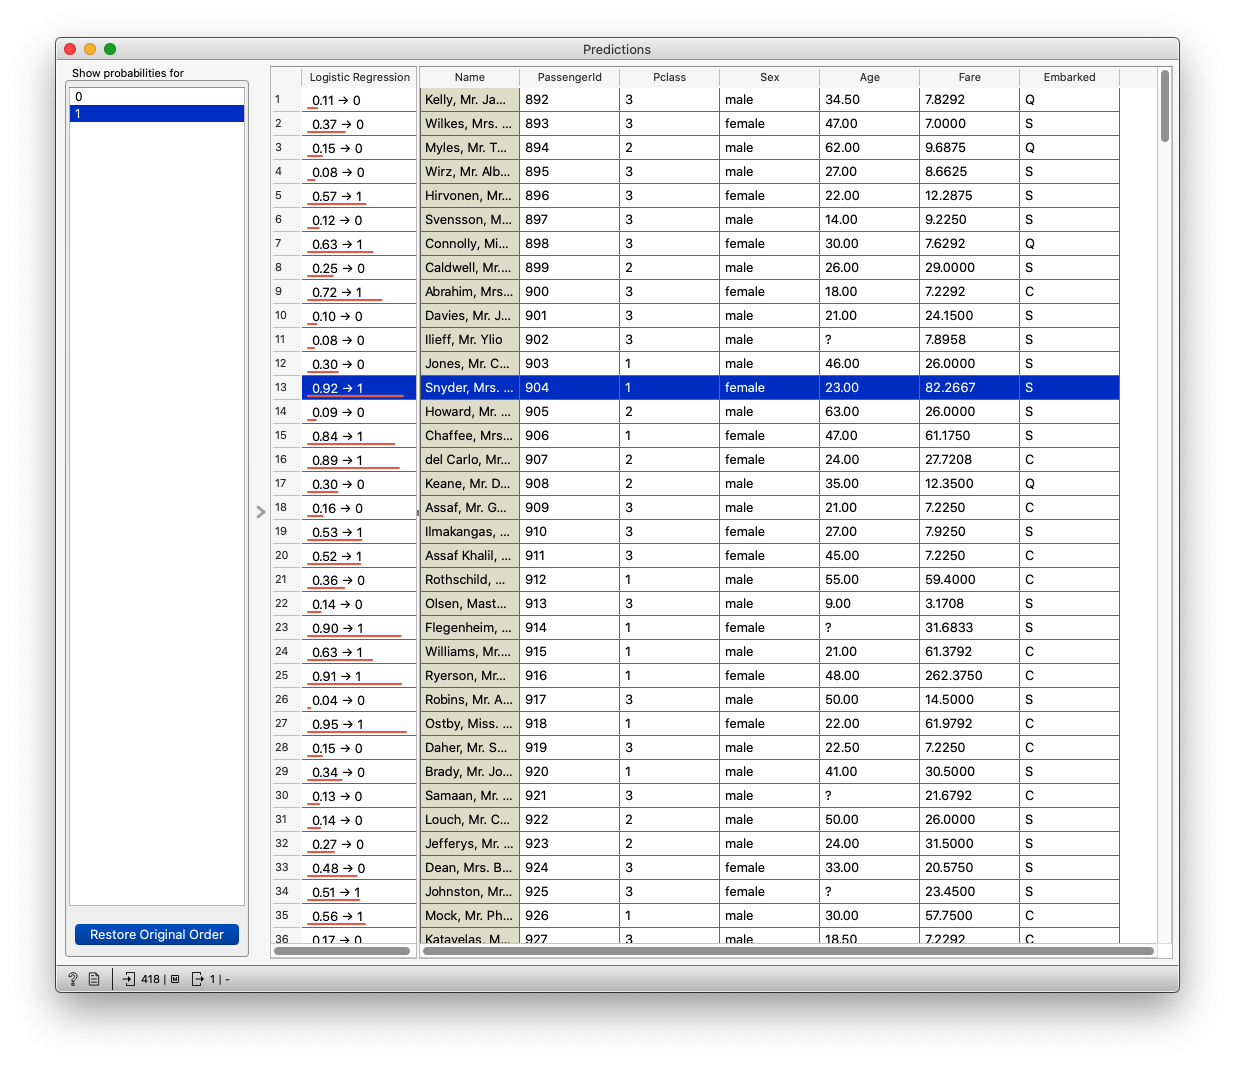 Predictions
Show probabilities for
0
1
Restore Original Order
Logistic Regression Name PassengerId Pclass Sex Age Fare Embarked
1 0.11 → 0 Kelly, Mr. Ja... 892 3 male 34.50 7.8292 Q
2 0.37 → 0 Wilkes, Mrs. ... 893 3 female 47.00 7.0000 S
3 0.15 → 0 Myles, Mr. T... 894 2 male 62.00 9.6875 Q
4 0.08 → 0 Wirz, Mr. Alb... 895 3 male 27.00 8.6625 S
5 0.57 → 1 Hirvonen, Mr... 896 3 female 22.00 12.2875 S
6 0.12 → 0 Svensson, M... 897 3 male 14.00 9.2250 S
7 0.63 → 1 Connolly, Mi... 898 3 female 30.00 7.6292 Q
8 0.25 → 0 Caldwell, Mr.... 899 2 male 26.00 29.0000 S
9 0.72 → 1 Abrahim, Mrs... 900 3 female 18.00 7.2292 C
10 0.10 → 0 Davies, Mr. J... 901 3 male 21.00 24.1500 S
11 0.08 → 0 Ilieff, Mr. Ylio 902 3 male ? 7.8958 S
12 0.30 → 0 Jones, Mr. C... 903 1 male 46.00 26.0000 S
13 0.92 → 1 Snyder, Mrs. ... 904 1 female 23.00 82.2667 S
14 0.09 → 0 Howard, Mr. ... 905 2 male 63.00 26.0000 S
15 0.84 → 1 Chaffee, Mrs... 906 1 female 47.00 61.1750 S
16 0.89 → 1 del Carlo, Mr... 907 2 female 24.00 27.7208 C
17 0.30 → 0 Keane, Mr. D... 908 2 male 35.00 12.3500 Q
18 0.16 → 0 Assaf, Mr. G... 909 3 male 21.00 7.2250 C
19 0.53 → 1 Ilmakangas, ... 910 3 female 27.00 7.9250 S
20 0.52 → 1 Assaf Khalil, ... 911 3 female 45.00 7.2250 C
21 0.36 → 0 Rothschild, ... 912 1 male 55.00 59.4000 C
22 0.14 → 0 Olsen, Mast... 913 3 male 9.00 3.1708 S
23 0.90 → 1 Flegenheim, ... 914 1 female ? 31.6833 S
24 0.63 → 1 Williams, Mr.... 915 1 male 21.00 61.3792 C
25 0.91 → 1 Ryerson, Mr... 916 1 female 48.00 262.3750 C
26 0.04 → 0 Robins, Mr. A... 917 3 male 50.00 14.5000 S
27 0.95 → 1 Ostby, Miss. ... 918 1 female 22.00 61.9792 C
28 0.15 → 0 Daher, Mr. S... 919 3 male 22.50 7.2250 C
29 0.34 → 0 Brady, Mr. Jo... 920 1 male 41.00 30.5000 S
30 0.13 → 0 Samaan, Mr. ... 921 3 male ? 21.6792 C
31 0.14 → 0 Louch, Mr. C... 922 2 male 50.00 26.0000 S
32 0.27 → 0 Jefferys, Mr. ... 923 2 male 24.00 31.5000 S
33 0.48 → 0 Dean, Mrs. B... 924 3 female 33.00 20.5750 S
34 0.51 → 1 Johnston, Mr... 925 3 female ? 23.4500 S
35 0.56 → 1 Mock, Mr. Ph... 926 1 male 30.00 57.7500 C
36 0.17 → 0 Katavelas, M... 927 3 male 18.50 7.2292 C
? 418 | M 1 | -